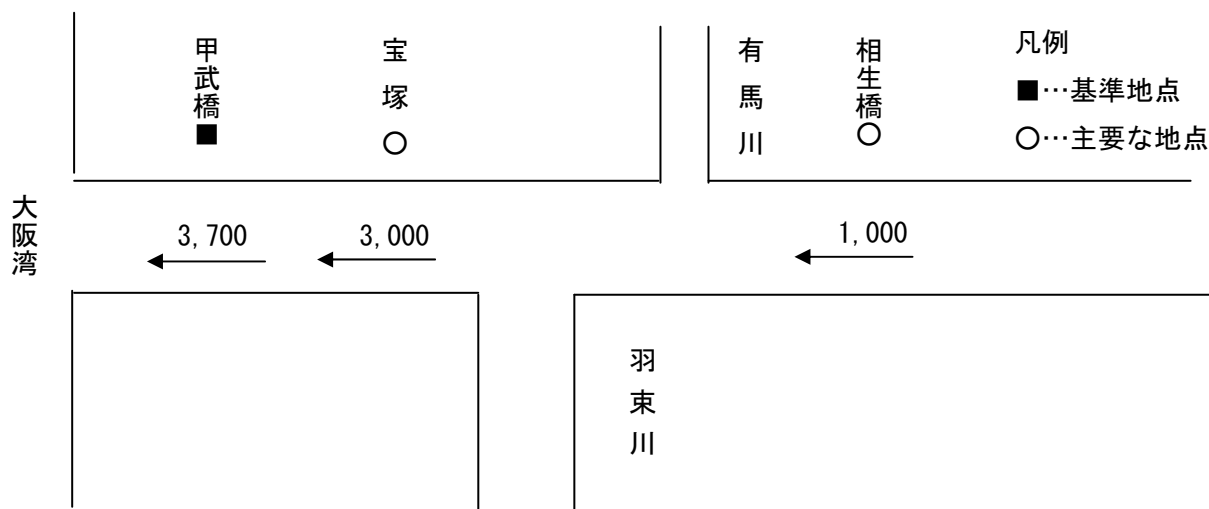 甲武橋
■
宝塚
○
有馬川
相生橋
○
凡例
■…基準地点
○…主要な地点
大阪湾
3,700
3,000
1,000
羽束川